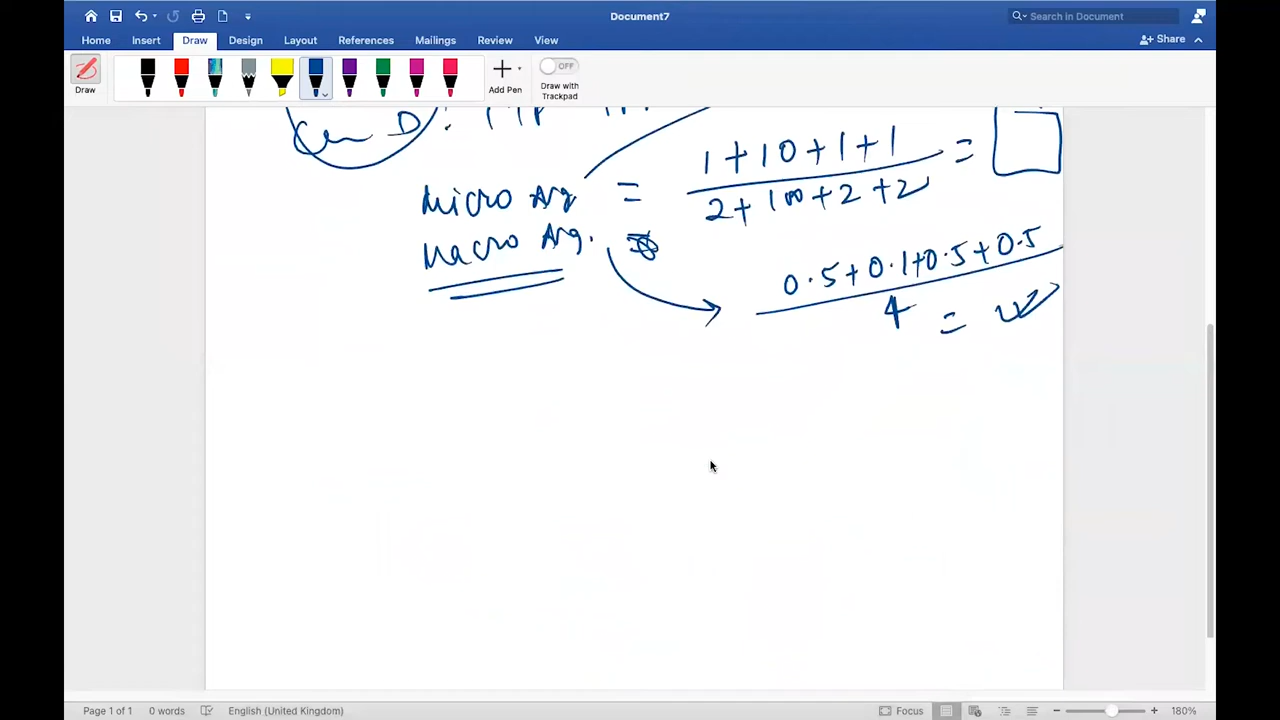 Document7
Search in Document
Home Insert Draw Design Layout References Mailings Review View
Share
OFF
Draw
Add Pen
Draw with
Trackpad
D :
1+10+1+1 =
Micro Avg =
2+100+2+2
Macro Avg.
0.5+0.1+0.5+0.5
4 =
Page 1 of 1 0 words English (United Kingdom) Focus 180%